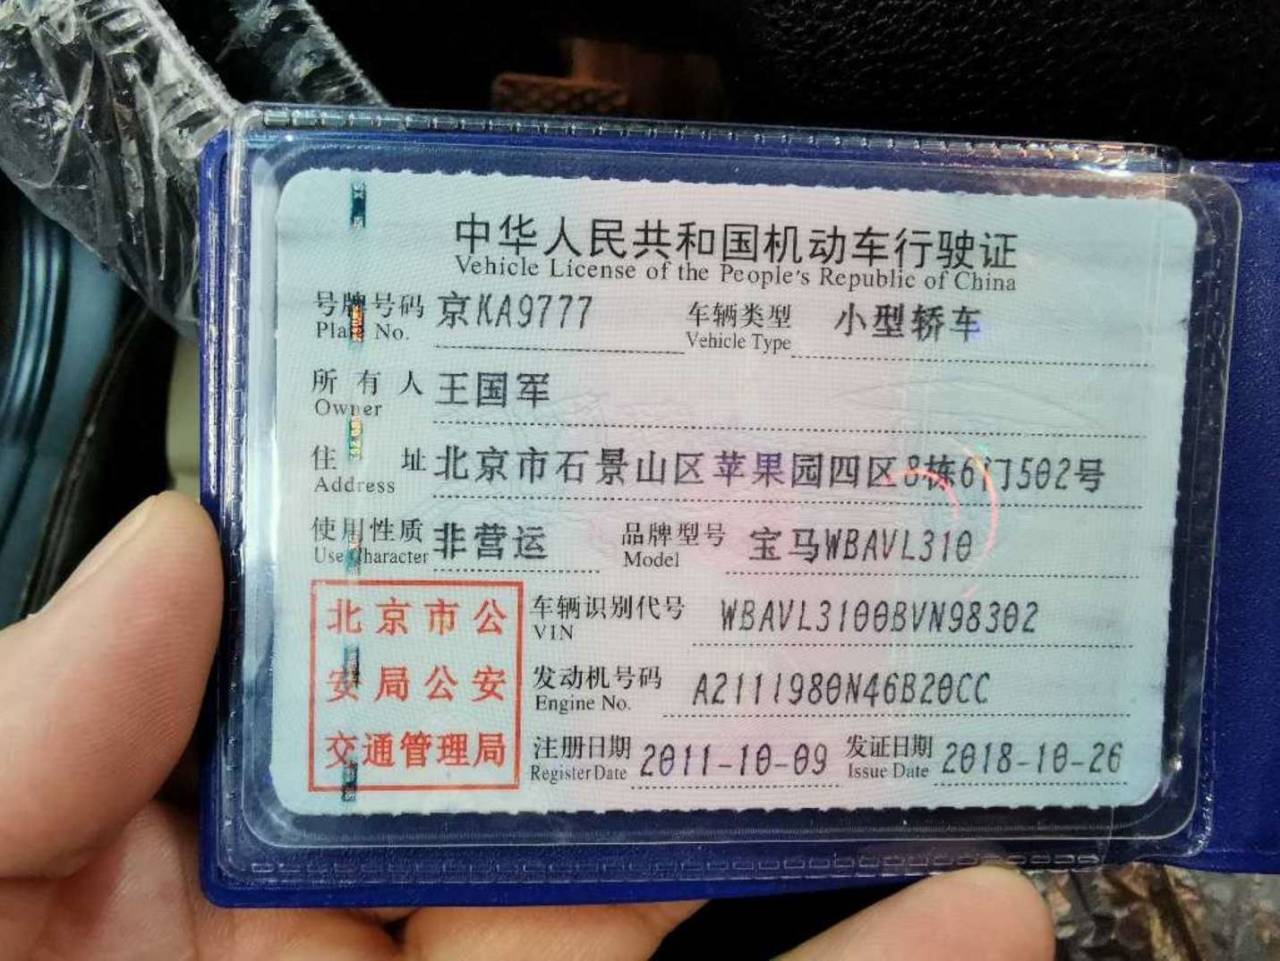 中华人民共和国机动车行驶证
Vehicle License of the People's Republic of China
号牌号码 京KA9777 车辆类型 小型轿车
Plate No. Vehicle Type
所有人 王国军
Owner
住址 北京市石景山区苹果园四区8栋6门502号
Address
使用性质 非营运 品牌型号 宝马WBAVL310
Use Character Model
北京市公
安局公安
交通管理局
车辆识别代号 WBAVL3100BVN98302
VIN
发动机号码 A2111980N46B20CC
Engine No.
注册日期 2011-10-09 发证日期 2018-10-26
Register Date Issue Date